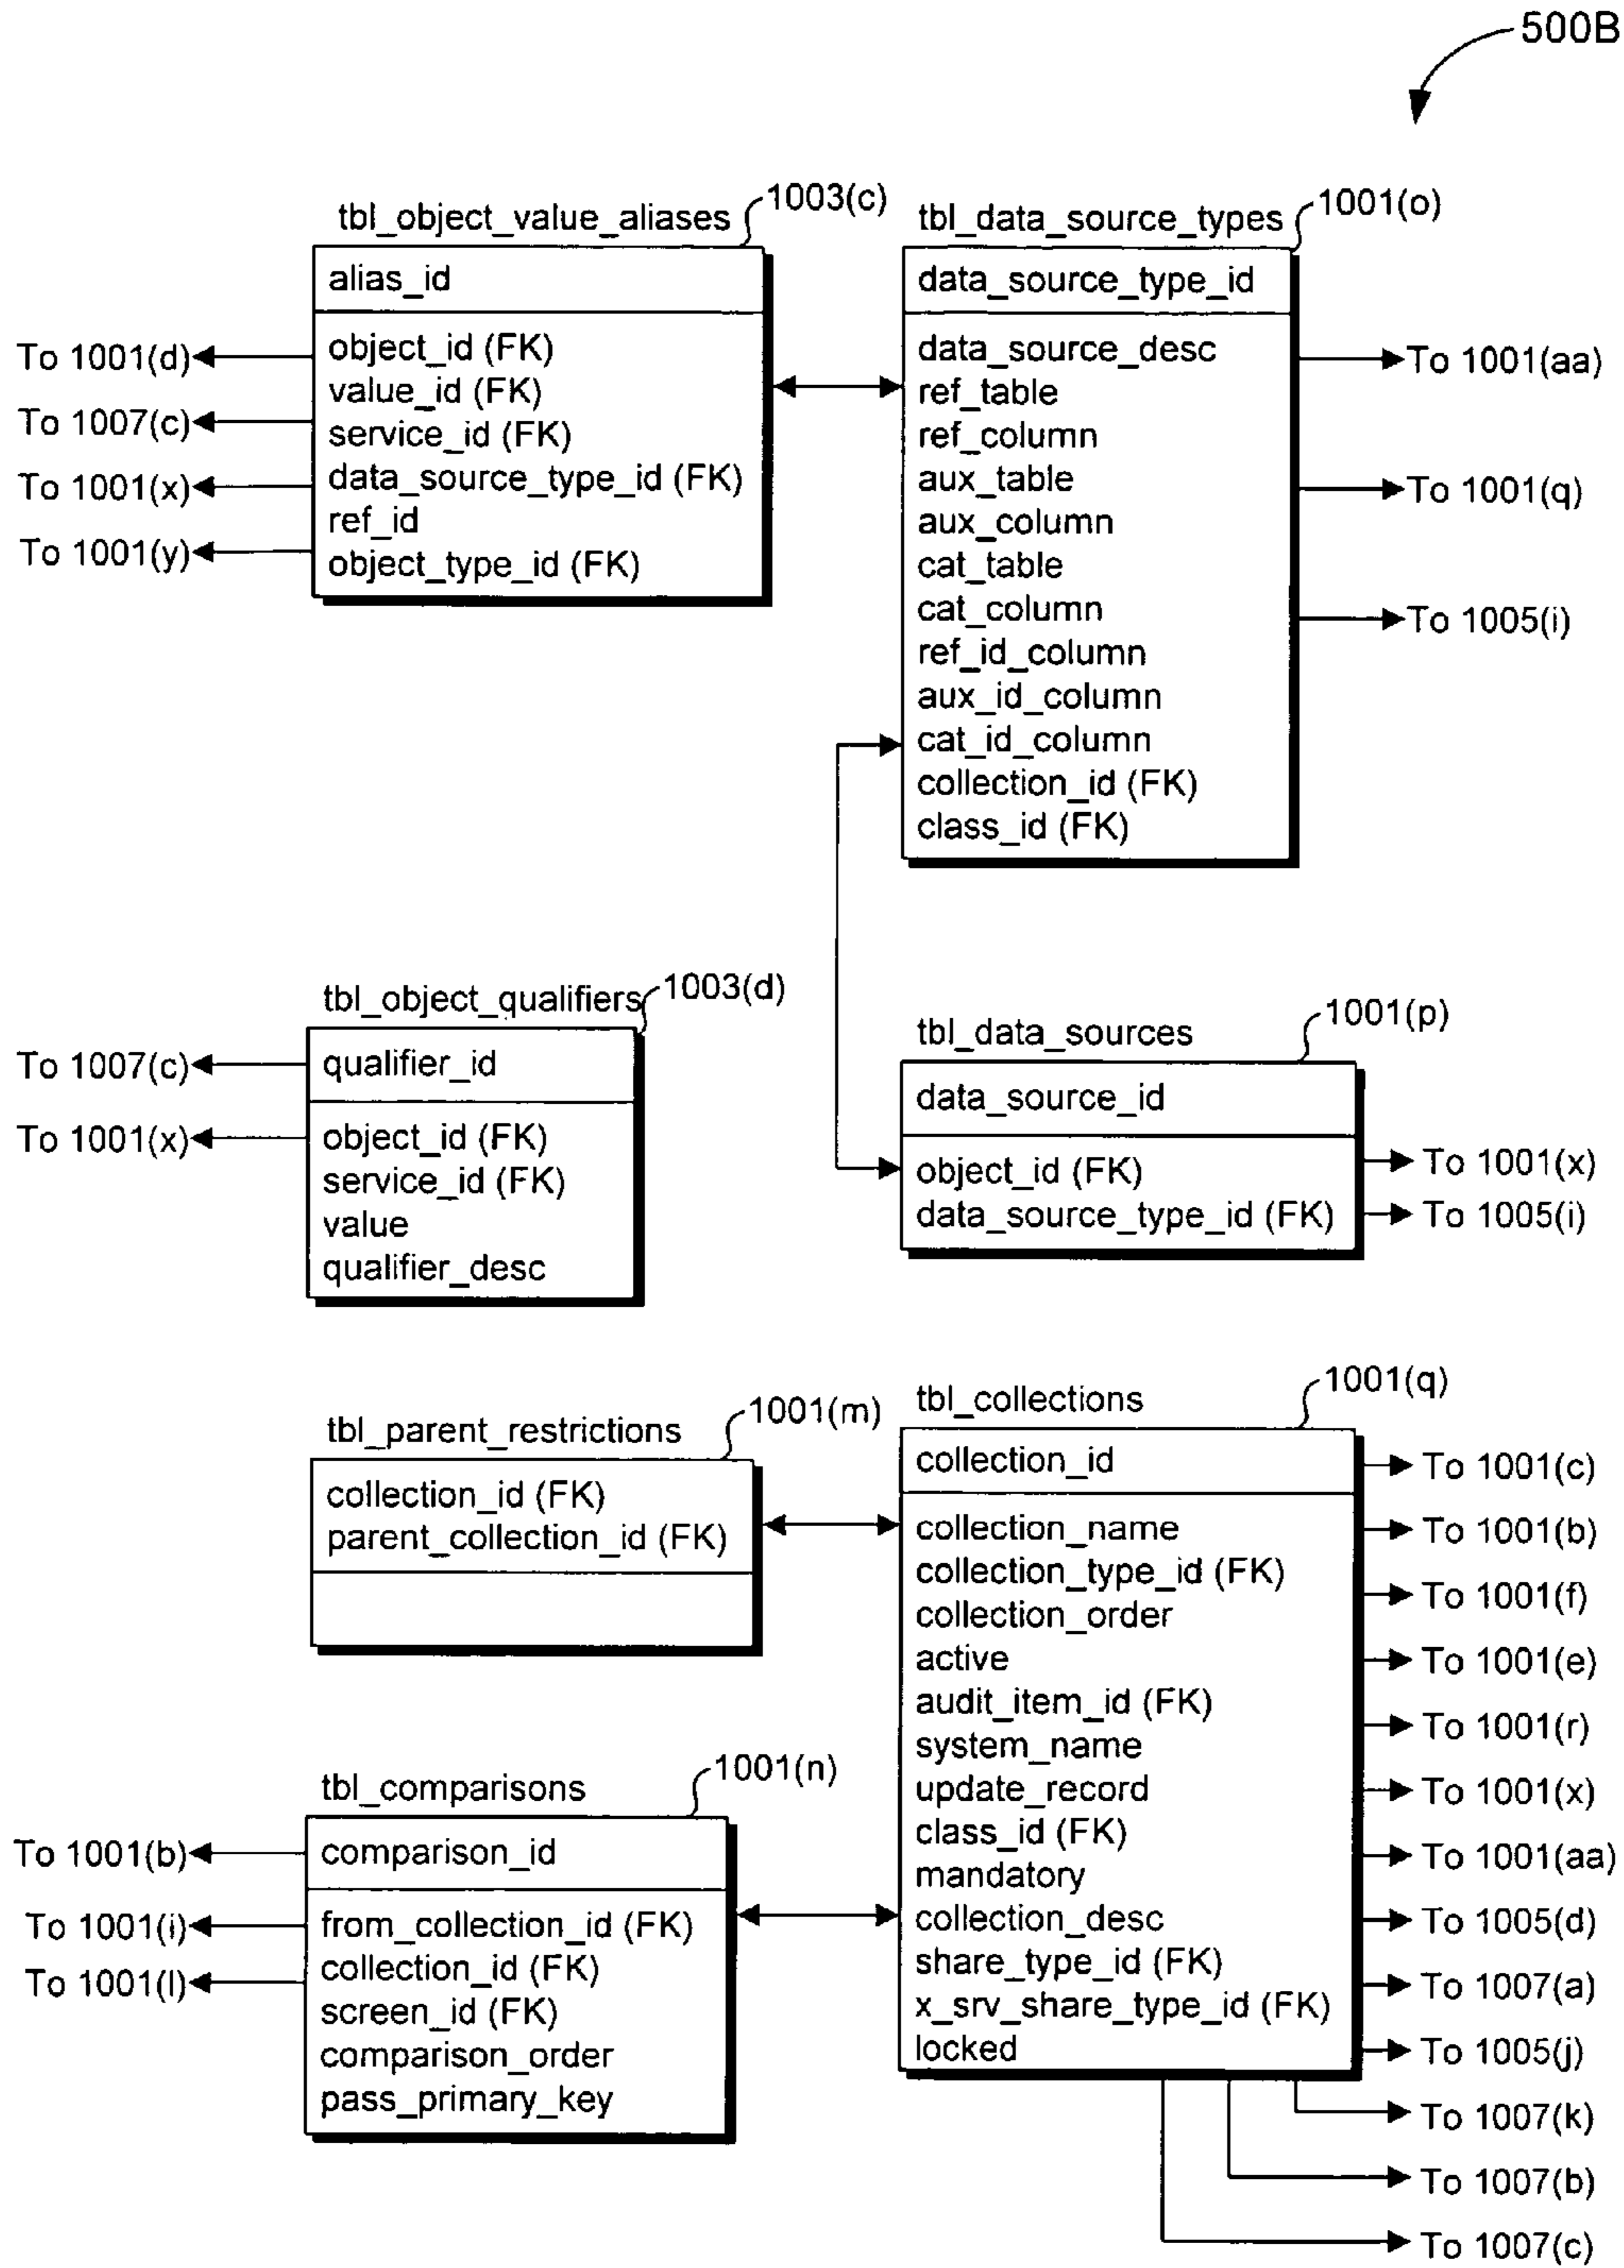 500B
tbl_object_value_aliases
1003(c)
alias_id
object_id (FK)
value_id (FK)
service_id (FK)
data_source_type_id (FK)
ref_id
object_type_id (FK)
To 1001(d)
To 1007(c)
To 1001(x)
To 1001(y)
tbl_data_source_types
1001(o)
data_source_type_id
data_source_desc
ref_table
ref_column
aux_table
aux_column
cat_table
cat_column
ref_id_column
aux_id_column
cat_id_column
collection_id (FK)
class_id (FK)
To 1001(aa)
To 1001(q)
To 1005(i)
tbl_object_qualifiers
1003(d)
qualifier_id
object_id (FK)
service_id (FK)
value
qualifier_desc
To 1007(c)
To 1001(x)
tbl_data_sources
1001(p)
data_source_id
object_id (FK)
data_source_type_id (FK)
To 1001(x)
To 1005(i)
tbl_parent_restrictions
1001(m)
collection_id (FK)
parent_collection_id (FK)
tbl_collections
1001(q)
collection_id
collection_name
collection_type_id (FK)
collection_order
active
audit_item_id (FK)
system_name
update_record
class_id (FK)
mandatory
collection_desc
share_type_id (FK)
x_srv_share_type_id (FK)
locked
To 1001(c)
To 1001(b)
To 1001(f)
To 1001(e)
To 1001(r)
To 1001(x)
To 1001(aa)
To 1005(d)
To 1007(a)
To 1005(j)
To 1007(k)
To 1007(b)
To 1007(c)
tbl_comparisons
1001(n)
comparison_id
from_collection_id (FK)
collection_id (FK)
screen_id (FK)
comparison_order
pass_primary_key
To 1001(b)
To 1001(i)
To 1001(l)